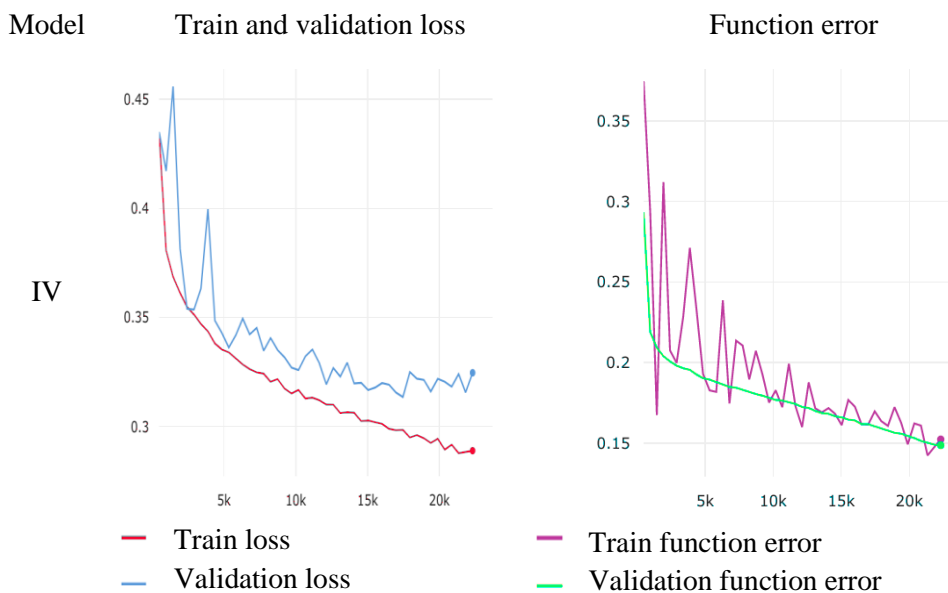 Model Train and validation loss Function error
0.45
0.4
0.35
0.3
5k 10k 15k 20k
IV
0.35
0.3
0.25
0.2
0.15
5k 10k 15k 20k
Train loss
Validation loss
Train function error
Validation function error